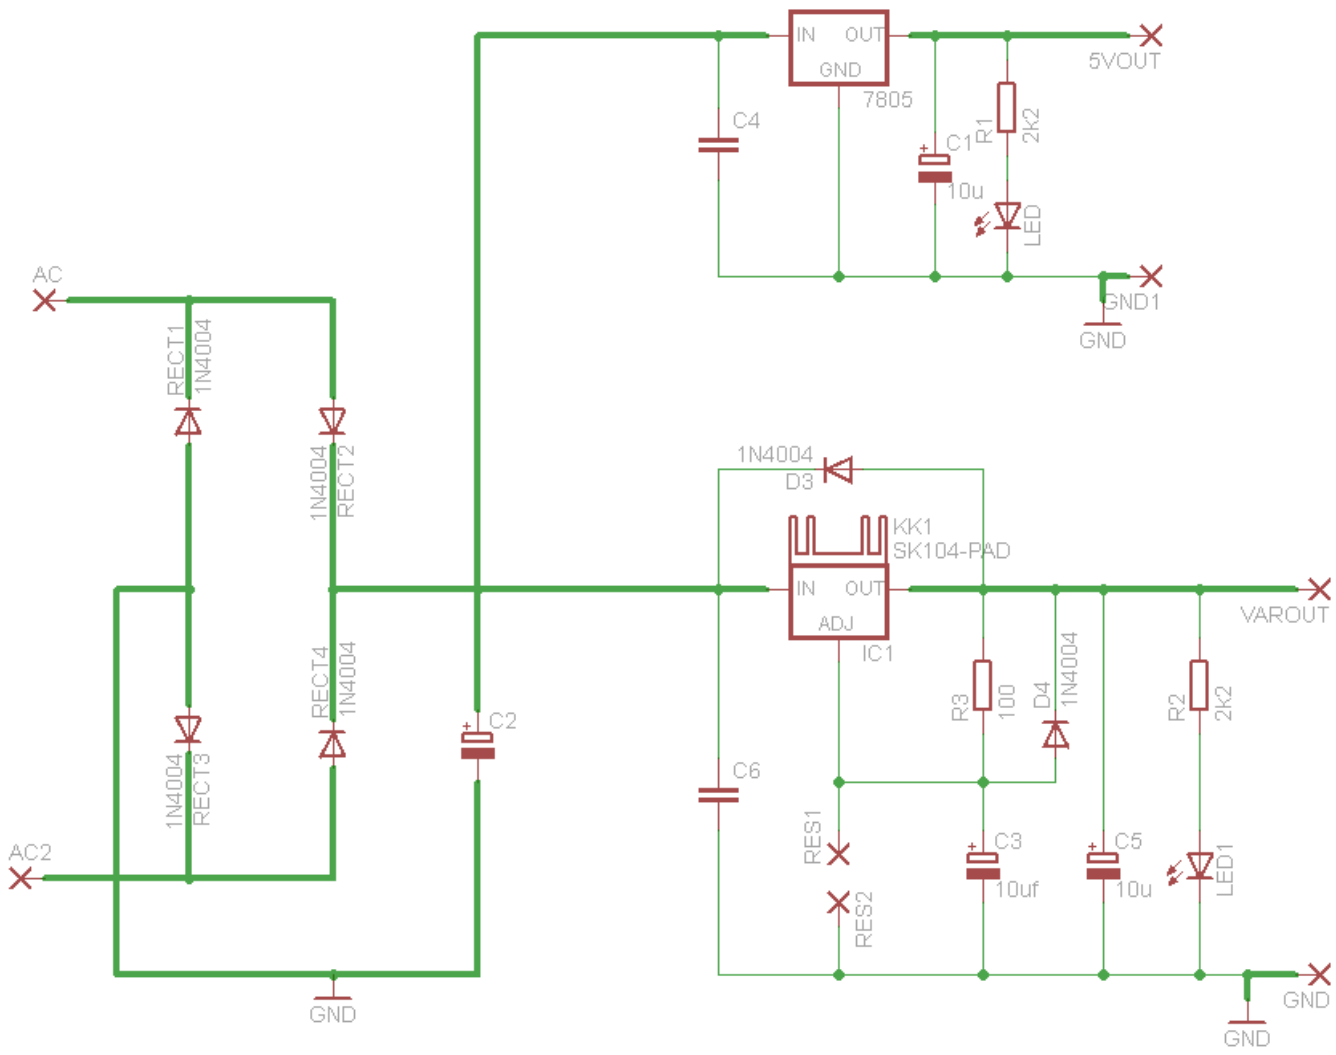 IN
OUT
GND
7805
5VOUT
C4
C1
10u
R1
2k2
LED
GND1
GND
AC
RECT1
1N4004
1N4004
RECT2
1N4004
D3
KK1
SK104-PAD
IN
OUT
ADJ
IC1
VAROUT
RECT4
1N4004
C2
R3
100
D4
1N4004
R2
2k2
1N4004
RECT3
C6
RES1
RES2
C3
10uf
C5
10u
LED1
AC2
GND
GND
GND